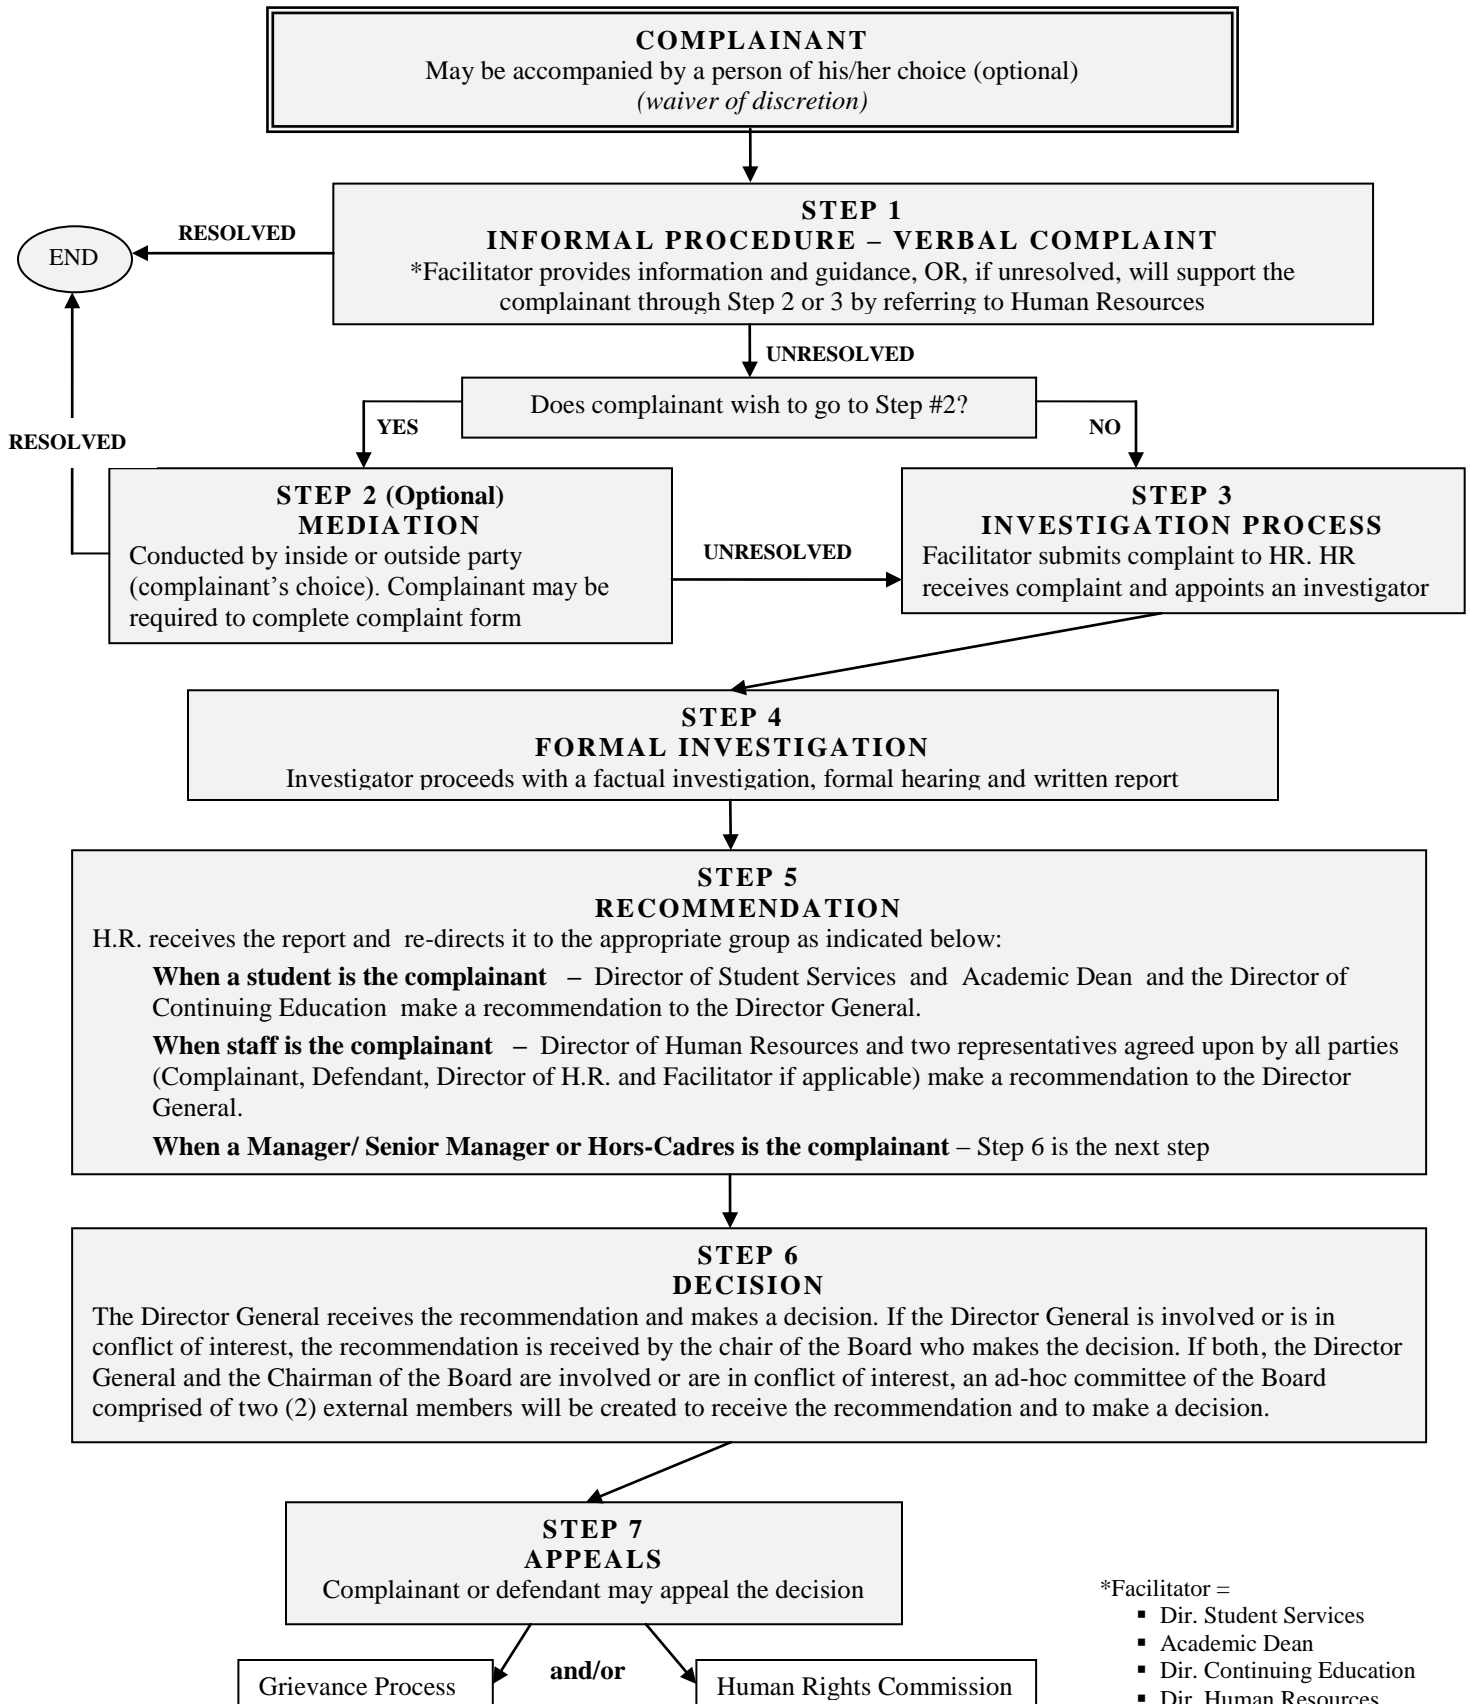 COMPLAINANT
May be accompanied by a person of his/her choice (optional)
(waiver of discretion)
STEP 1
INFORMAL PROCEDURE – VERBAL COMPLAINT
*Facilitator provides information and guidance, OR, if unresolved, will support the
complainant through Step 2 or 3 by referring to Human Resources
RESOLVED
END
UNRESOLVED
Does complainant wish to go to Step #2?
YES
NO
RESOLVED
STEP 2 (Optional)
MEDIATION
Conducted by inside or outside party
(complainant's choice). Complainant may be
required to complete complaint form
UNRESOLVED
STEP 3
INVESTIGATION PROCESS
Facilitator submits complaint to HR. HR
receives complaint and appoints an investigator
STEP 4
FORMAL INVESTIGATION
Investigator proceeds with a factual investigation, formal hearing and written report
STEP 5
RECOMMENDATION
H.R. receives the report and re-directs it to the appropriate group as indicated below:
When a student is the complainant – Director of Student Services and Academic Dean and the Director of
Continuing Education make a recommendation to the Director General.
When staff is the complainant – Director of Human Resources and two representatives agreed upon by all parties
(Complainant, Defendant, Director of H.R. and Facilitator if applicable) make a recommendation to the Director
General.
When a Manager/ Senior Manager or Hors-Cadres is the complainant – Step 6 is the next step
STEP 6
DECISION
The Director General receives the recommendation and makes a decision. If the Director General is involved or is in
conflict of interest, the recommendation is received by the chair of the Board who makes the decision. If both, the Director
General and the Chairman of the Board are involved or are in conflict of interest, an ad-hoc committee of the Board
comprised of two (2) external members will be created to receive the recommendation and to make a decision.
STEP 7
APPEALS
Complainant or defendant may appeal the decision
Grievance Process
and/or
Human Rights Commission
*Facilitator =
▪ Dir. Student Services
▪ Academic Dean
▪ Dir. Continuing Education
▪ Dir. Human Resources